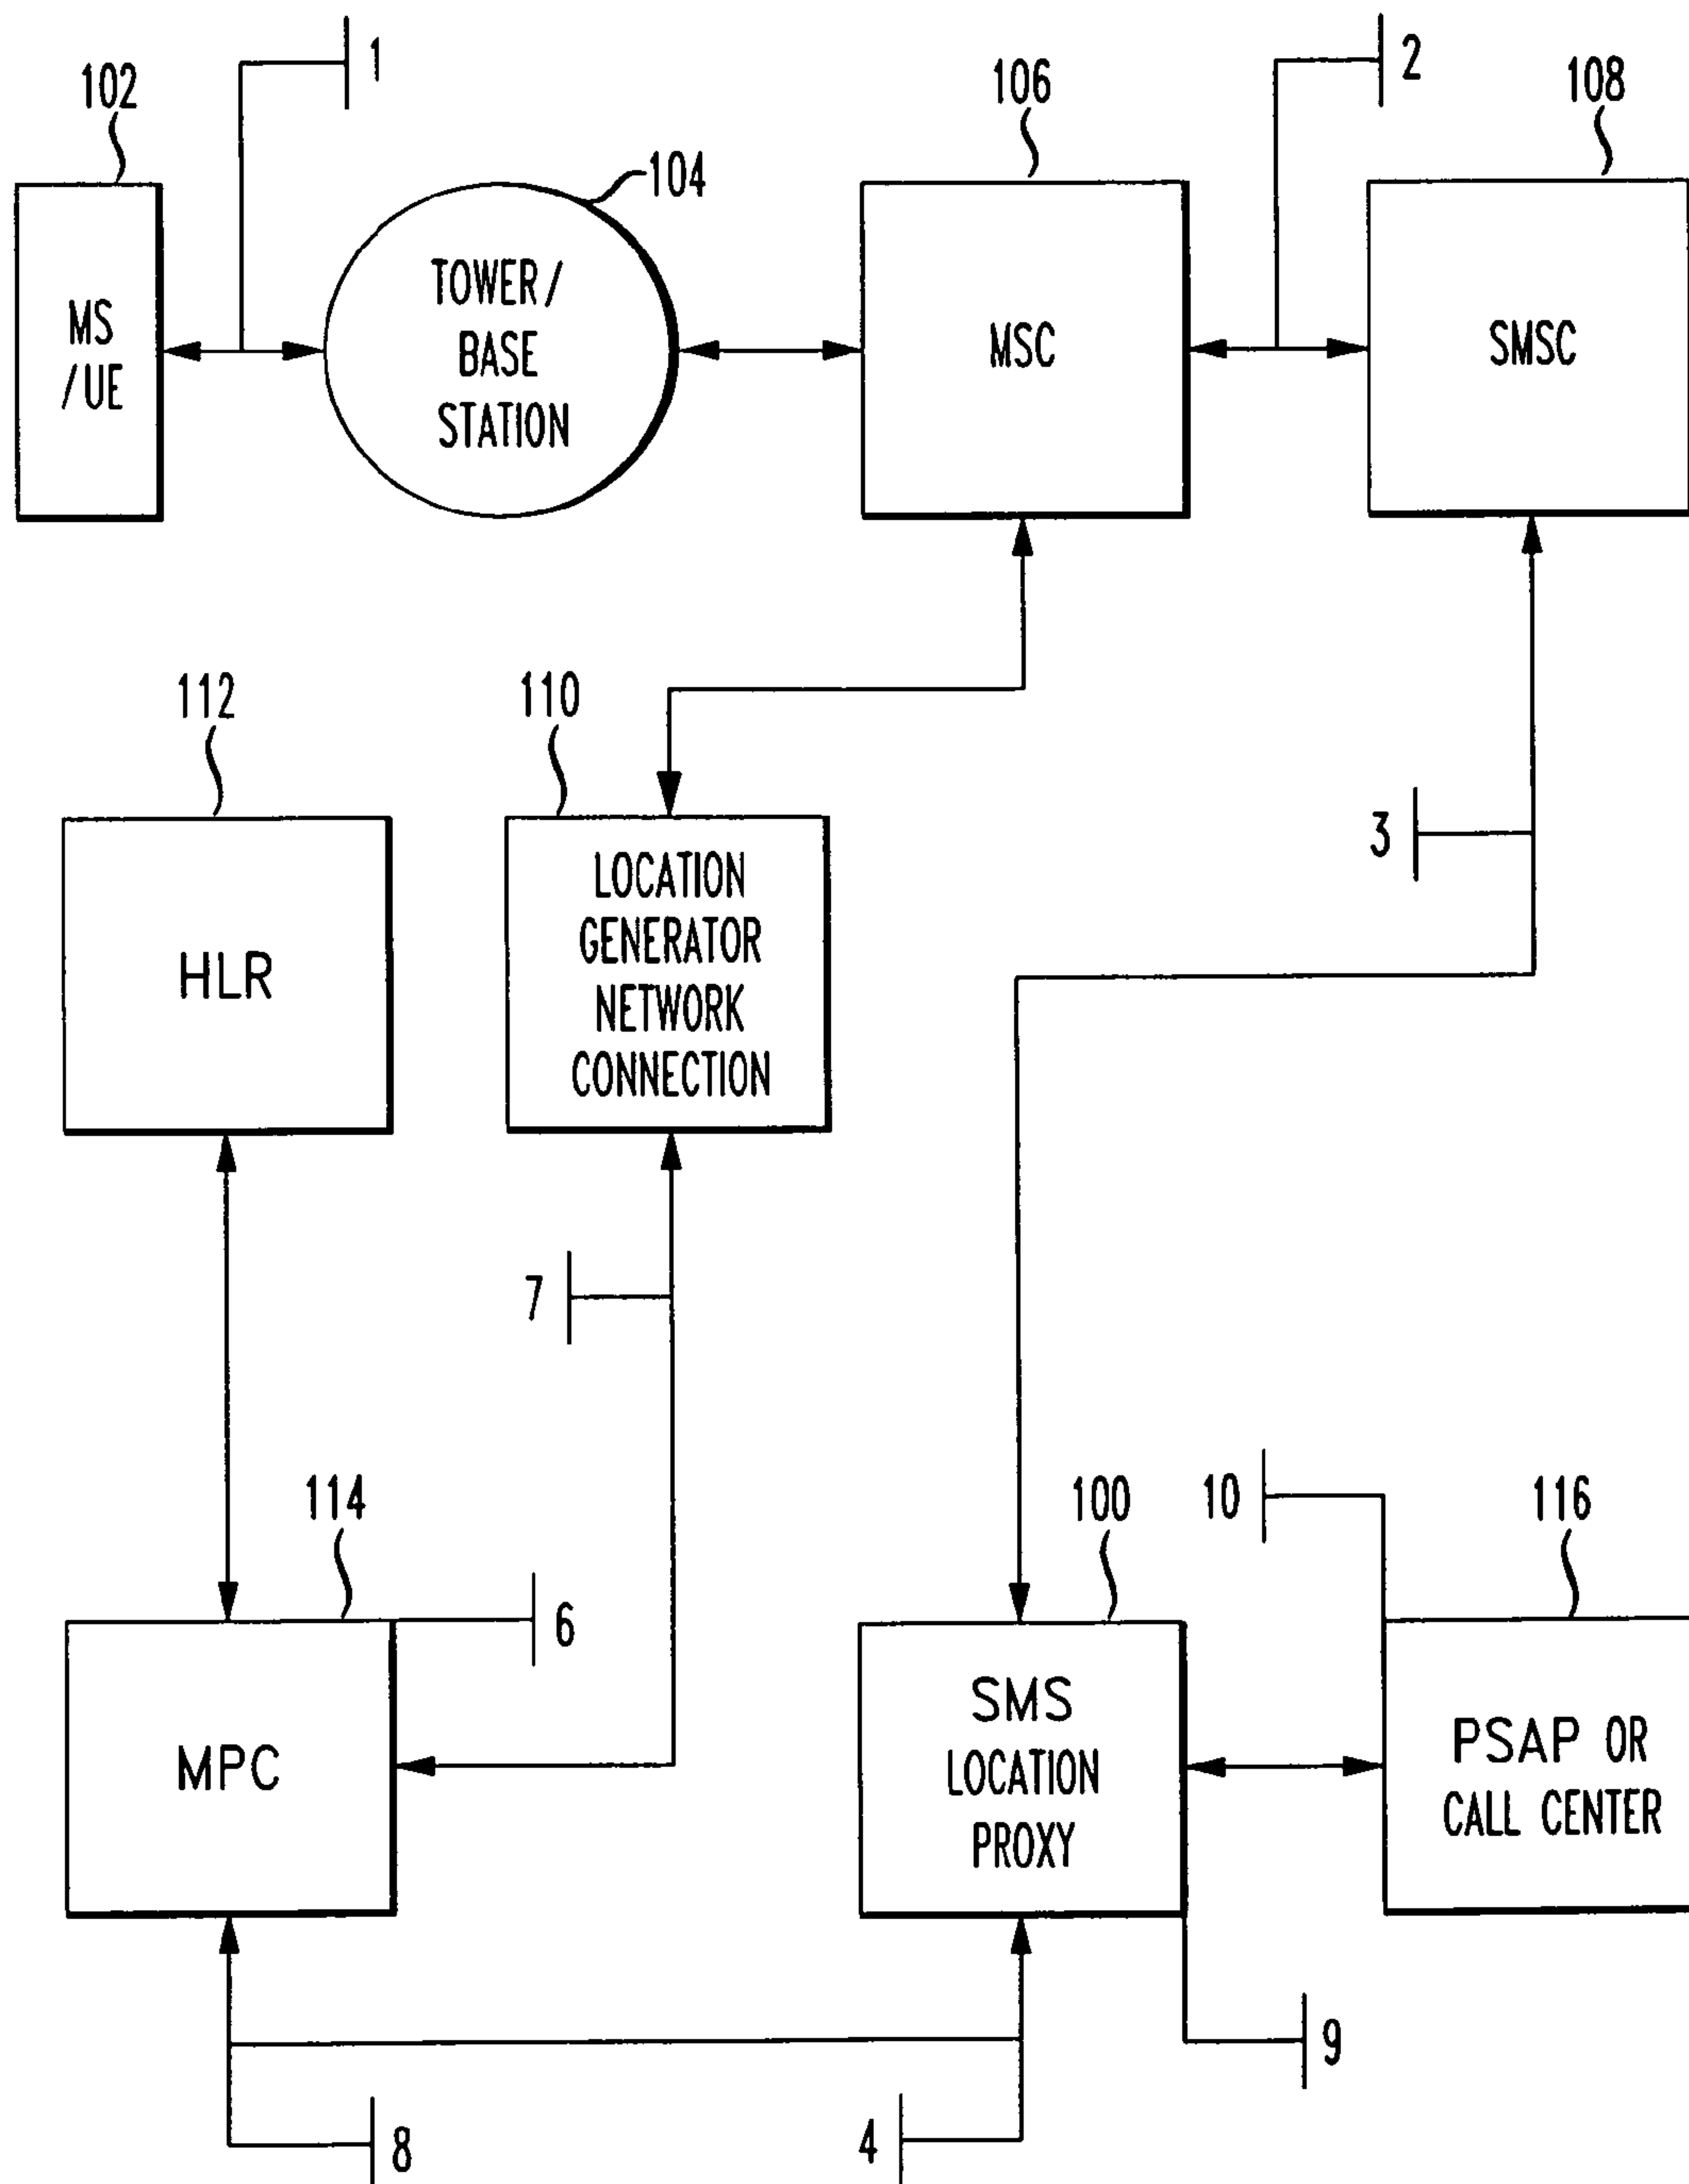 1
2
102
106
108
104
MS
/UE
TOWER/
BASE
STATION
MSC
SMSC
112
110
3
HLR
LOCATION
GENERATOR
NETWORK
CONNECTION
7
114
100
10
116
6
MPC
SMS
LOCATION
PROXY
PSAP OR
CALL CENTER
9
8
4